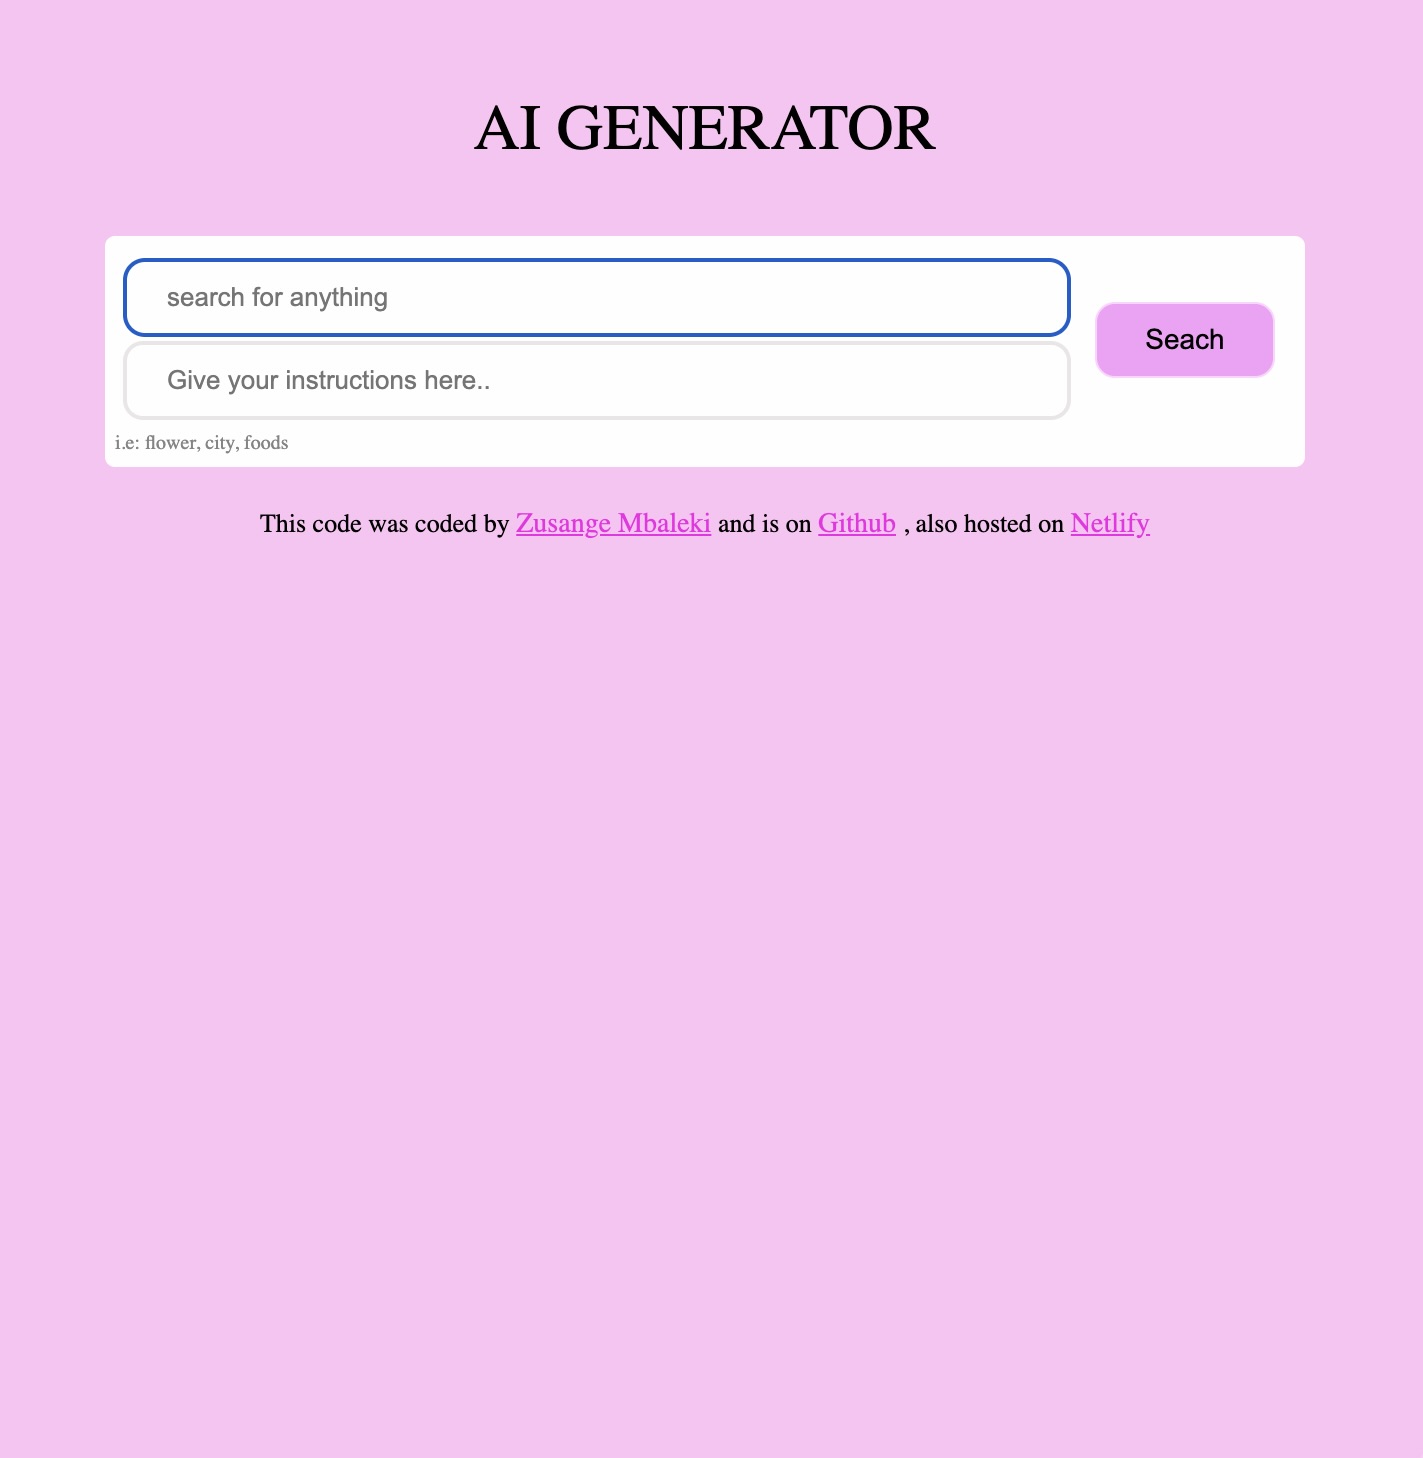 AI GENERATOR
search for anything
Give your instructions here..
Seach
i.e: flower, city, foods
This code was coded by Zusange Mbaleki and is on Github , also hosted on Netlify